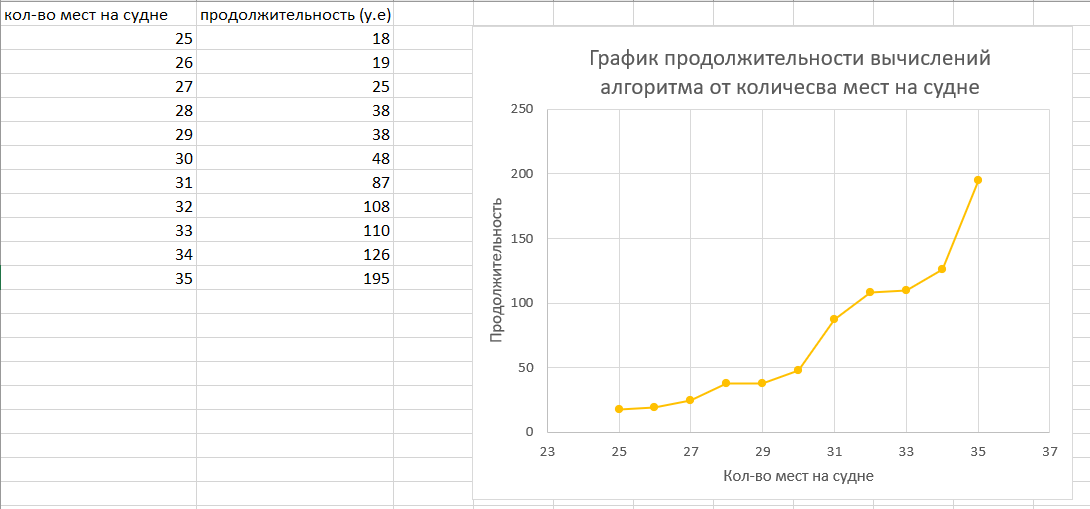 кол-во мест на судне продолжительность (у.е)
25 18
26 19
27 25
28 38
29 38
30 48
31 87
32 108
33 110
34 126
35 195
График продолжительности вычислений
алгоритма от количесва мест на судне
250
200
150
100
50
0
Продолжительность
23 25 27 29 31 33 35 37
Кол-во мест на судне